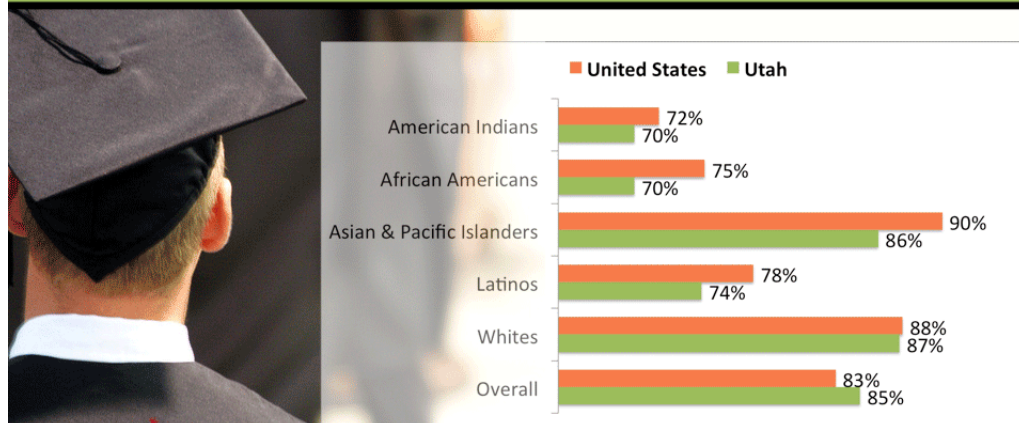 United States Utah
American Indians 72%
70%
African Americans 75%
70%
Asian & Pacific Islanders 90%
86%
Latinos 78%
74%
Whites 88%
87%
Overall 83%
85%